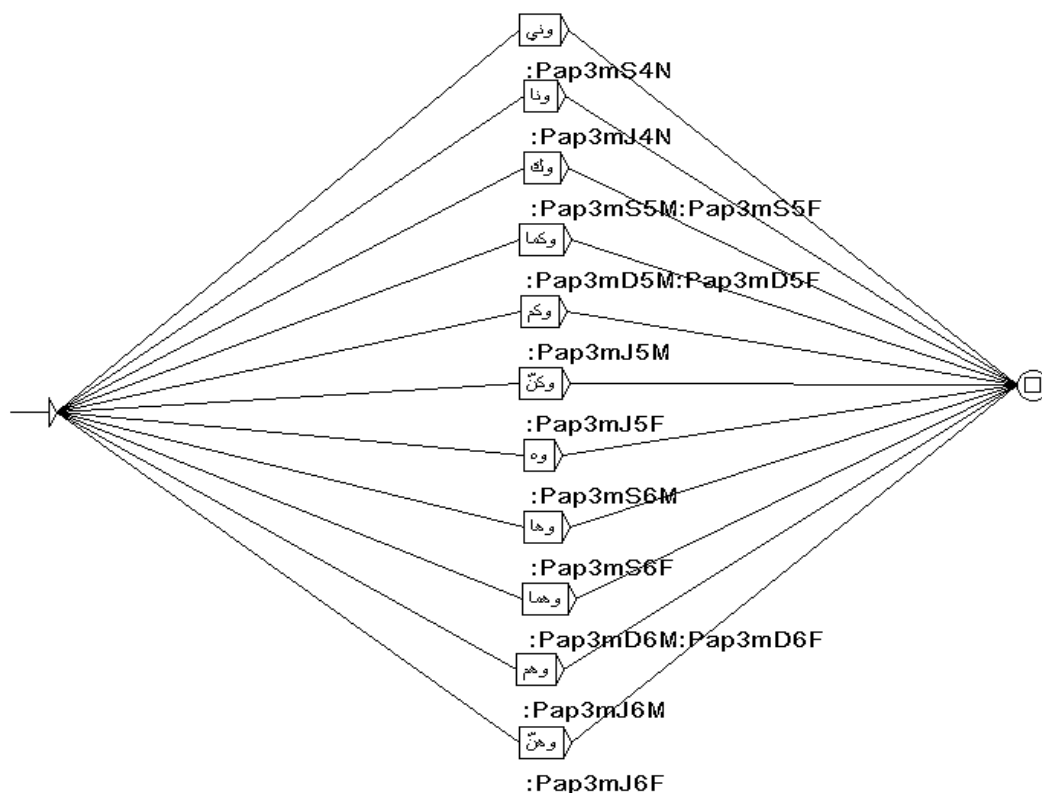 وني
:Pap3mS4N
ونا
:Pap3mJ4N
وك
:Pap3mS5M:Pap3mS5F
وكما
:Pap3mD5M:Pap3mD5F
وكم
:Pap3mJ5M
وكنّ
:Pap3mJ5F
وه
:Pap3mS6M
وها
:Pap3mS6F
وهما
:Pap3mD6M:Pap3mD6F
وهم
:Pap3mJ6M
وهنّ
:Pap3mJ6F